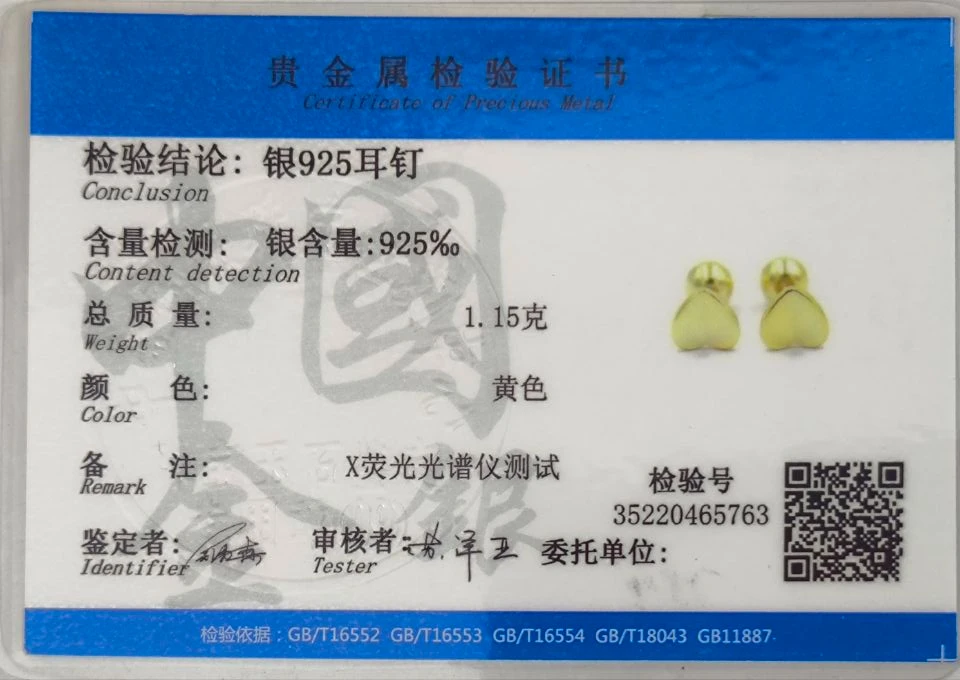 贵金属检验证书
Certificate of Precious Metal
检验结论: 银925耳钉
Conclusion
含量检测: 银含量:925‰
Content detection
总质量: 1.15克
Weight
颜色: 黄色
Color
备注: X荧光光谱仪测试
Remark
检验号
35220465763
鉴定者:
Identifier
审核者:
Tester
委托单位:
检验依据: GB/T16552 GB/T16553 GB/T16554 GB/T18043 GB11887
中國金銀